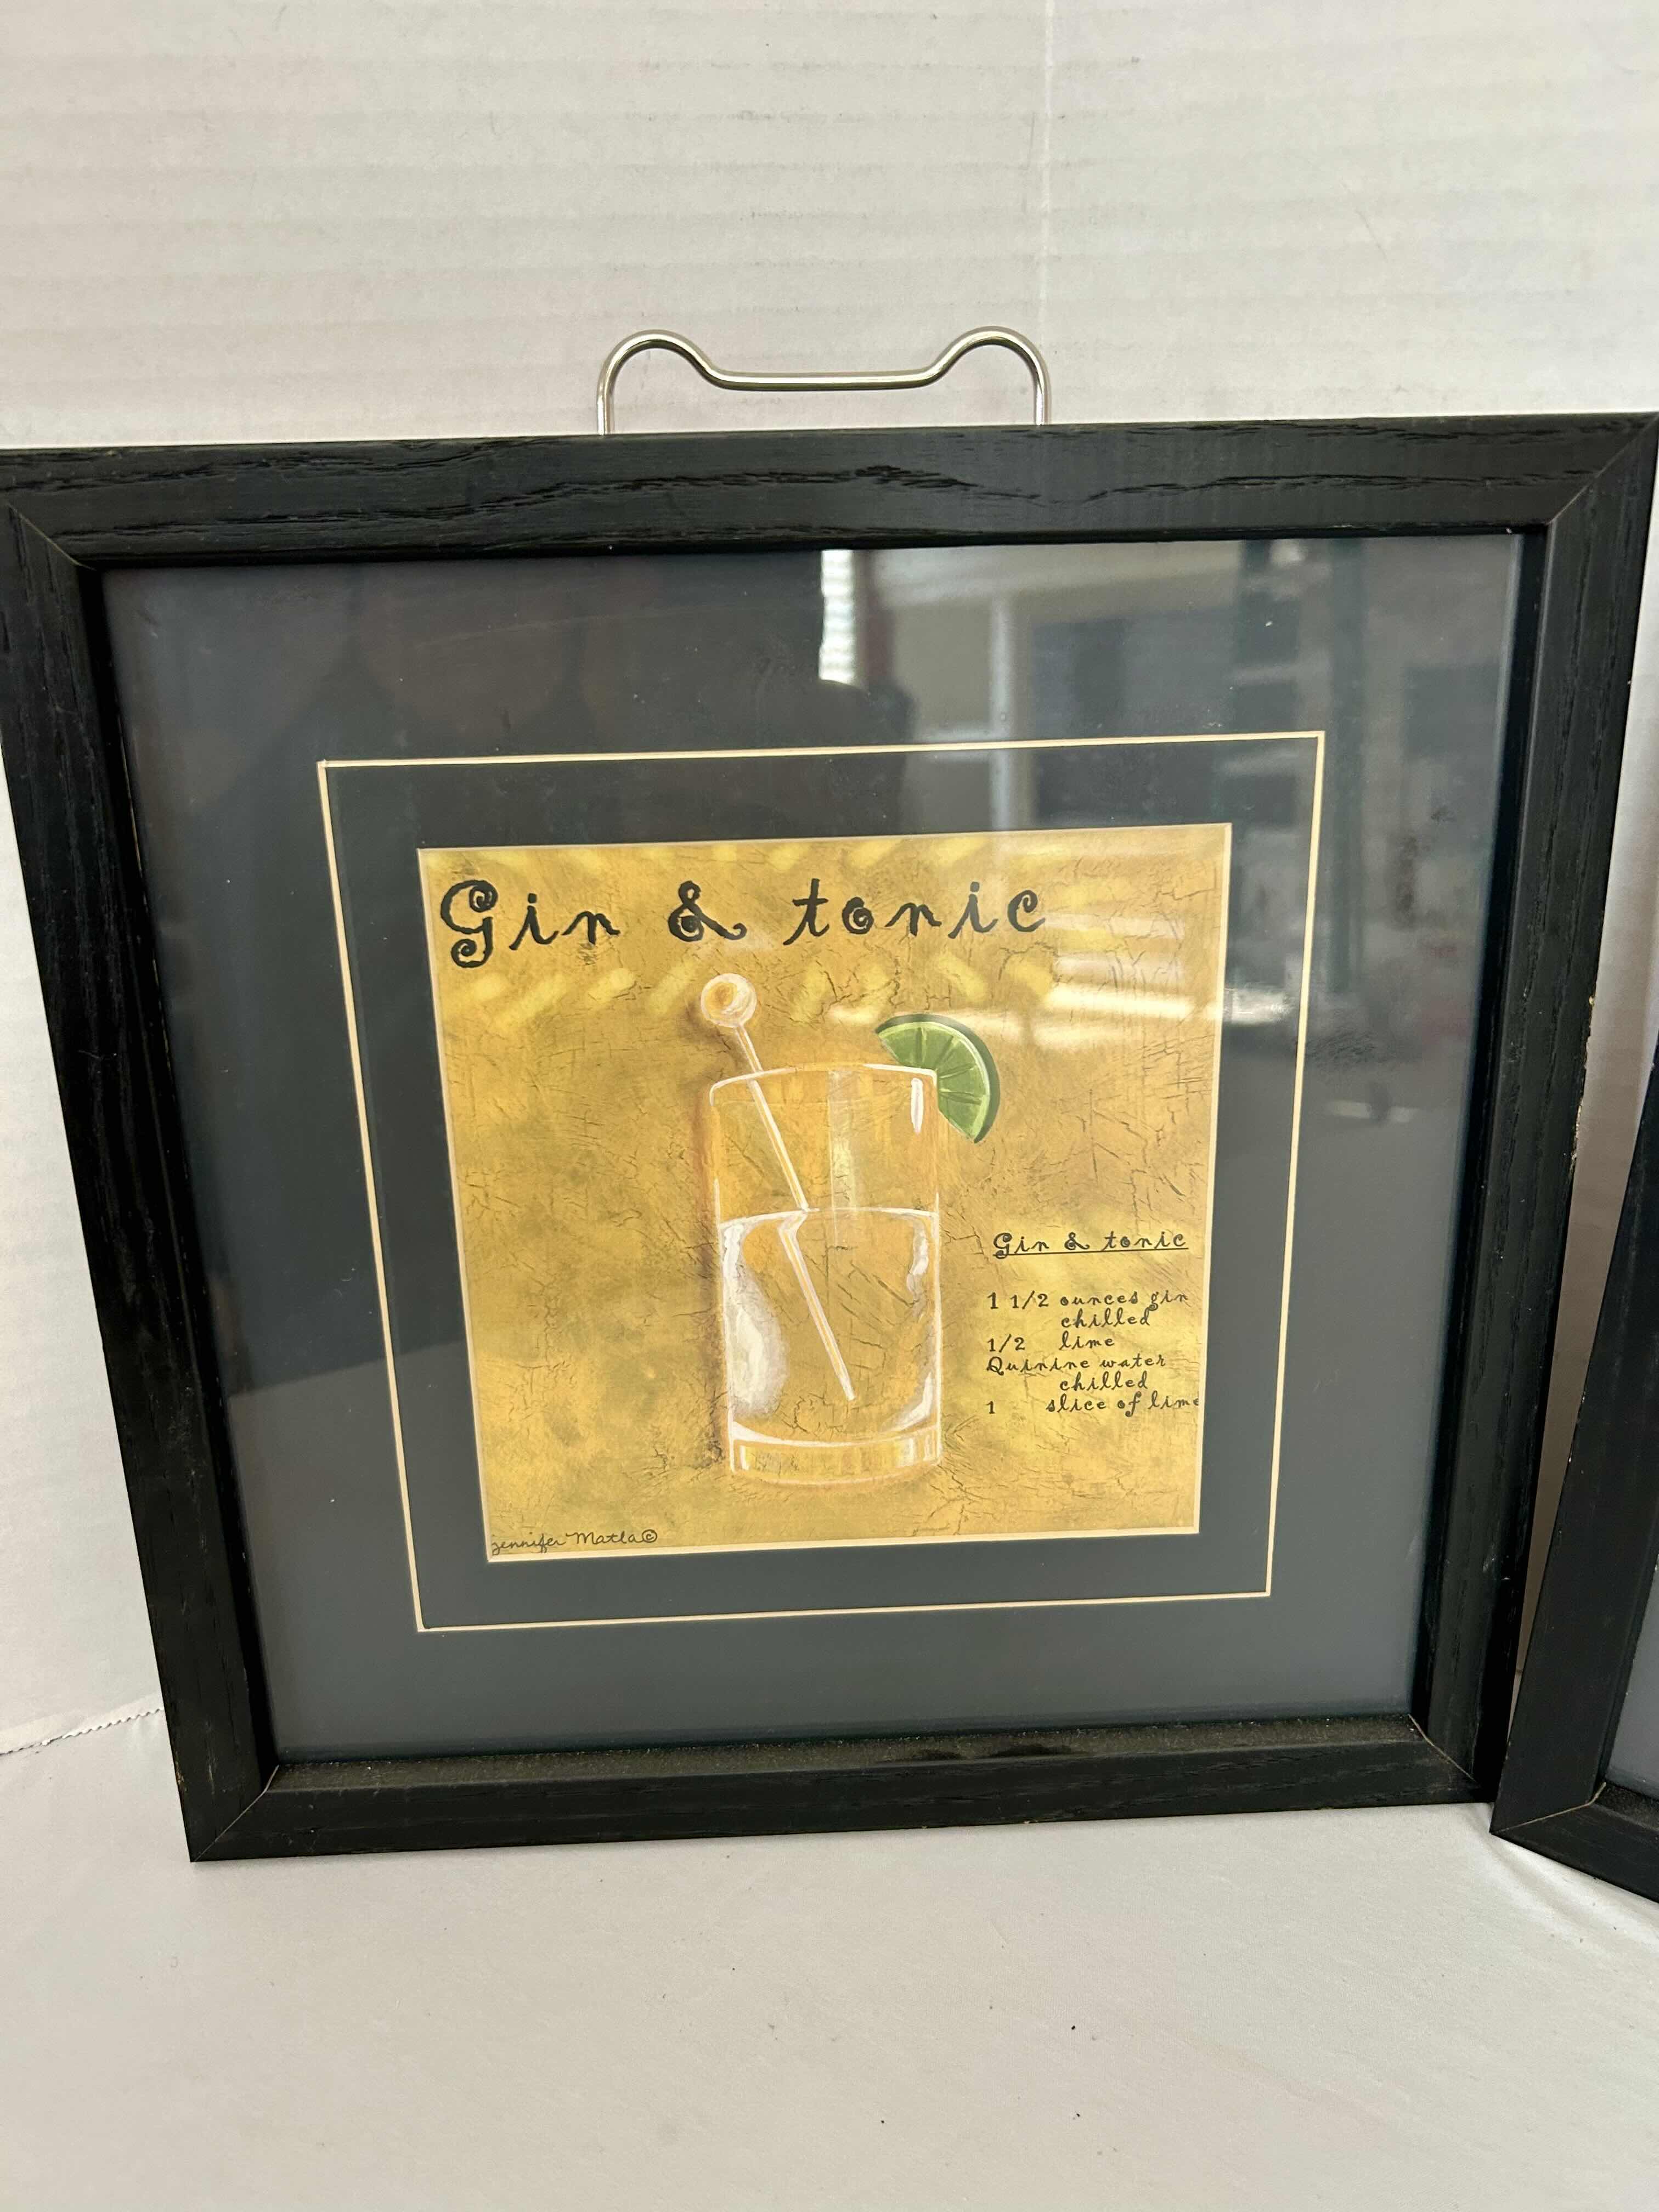 Gin & tonic
Gin & tonic
1 1/2 ounces gin
chilled
1/2 lime
Quinine water
chilled
1 slice of lime
jennifer Matla©